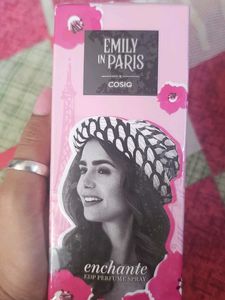 EMILY
IN PARIS
x
COSIQ
enchante
EDP PERFUME SPRAY